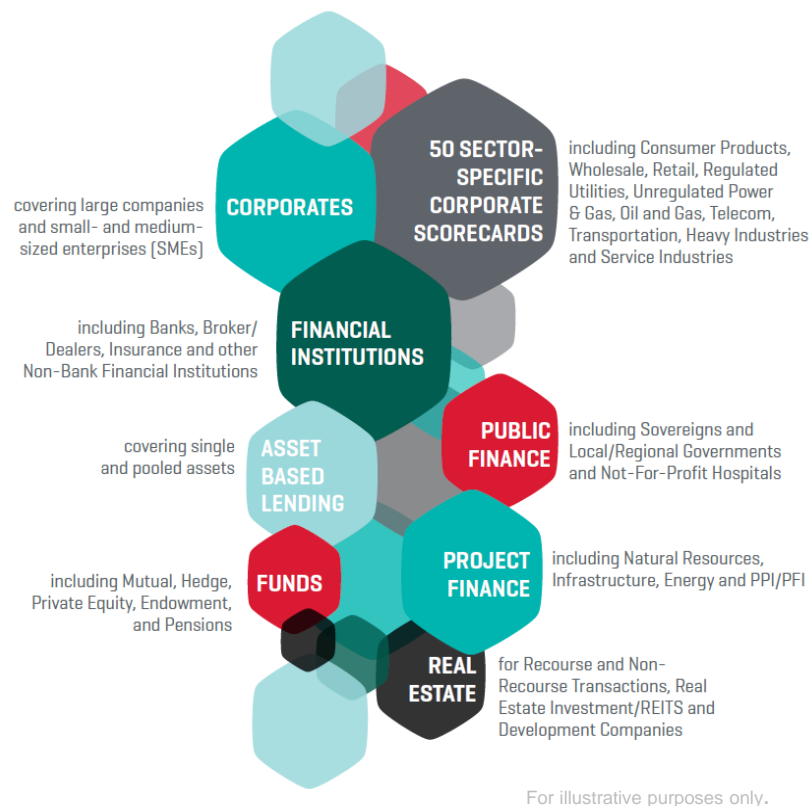 50 SECTOR-
SPECIFIC
CORPORATE
SCORECARDS
including Consumer Products,
Wholesale, Retail, Regulated
Utilities, Unregulated Power
& Gas, Oil and Gas, Telecom,
Transportation, Heavy Industries
and Service Industries
CORPORATES
covering large companies
and small- and medium-
sized enterprises (SMEs)
FINANCIAL
INSTITUTIONS
including Banks, Broker/
Dealers, Insurance and other
Non-Bank Financial Institutions
PUBLIC
FINANCE
including Sovereigns and
Local/Regional Governments
and Not-For-Profit Hospitals
ASSET
BASED
LENDING
covering single
and pooled assets
PROJECT
FINANCE
including Natural Resources,
Infrastructure, Energy and PPI/PFI
FUNDS
including Mutual, Hedge,
Private Equity, Endowment,
and Pensions
REAL
ESTATE
for Recourse and Non-
Recourse Transactions, Real
Estate Investment/REITS and
Development Companies
For illustrative purposes only.